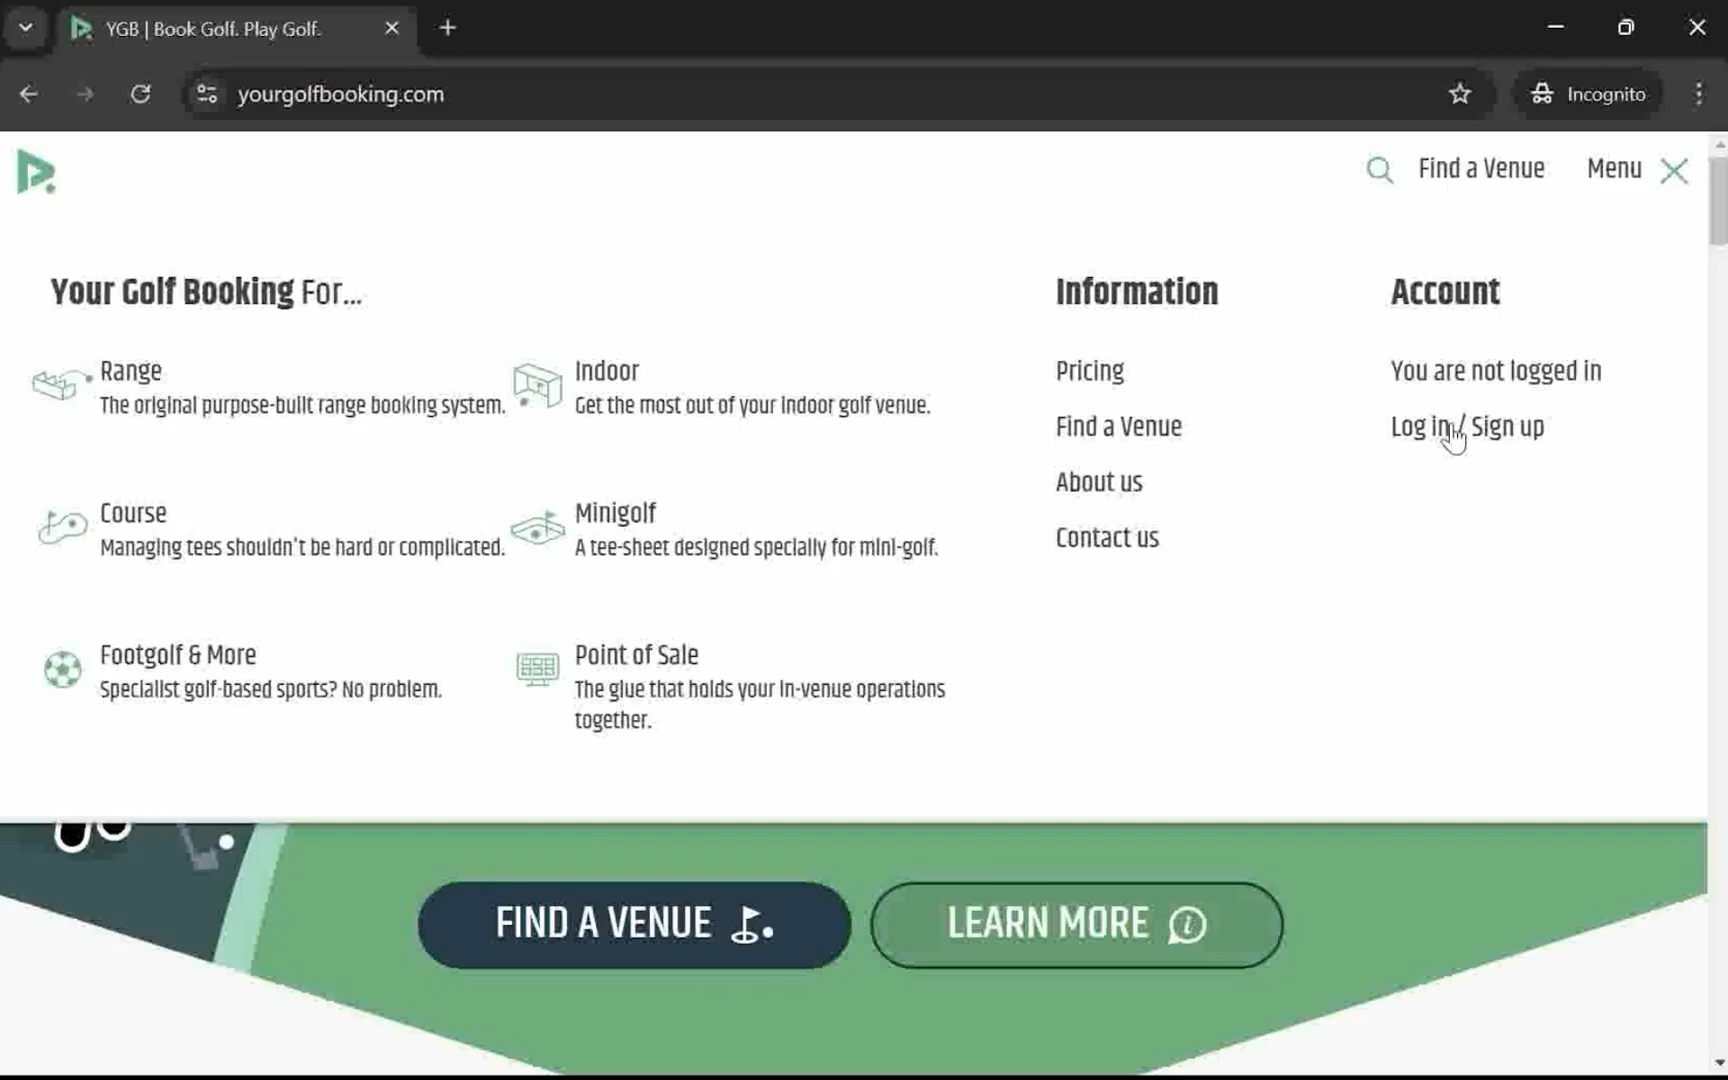 YGB | Book Golf. Play Golf.
yourgolfbooking.com
Incognito
Find a Venue
Menu
Your Golf Booking For...
Information
Account
Range
The original purpose-built range booking system.
Indoor
Get the most out of your indoor golf venue.
Pricing
You are not logged in
Find a Venue
Log in / Sign up
About us
Course
Managing tees shouldn't be hard or complicated.
Minigolf
A tee-sheet designed specially for mini-golf.
Contact us
Footgolf & More
Specialist golf-based sports? No problem.
Point of Sale
The glue that holds your in-venue operations
together.
FIND A VENUE
LEARN MORE